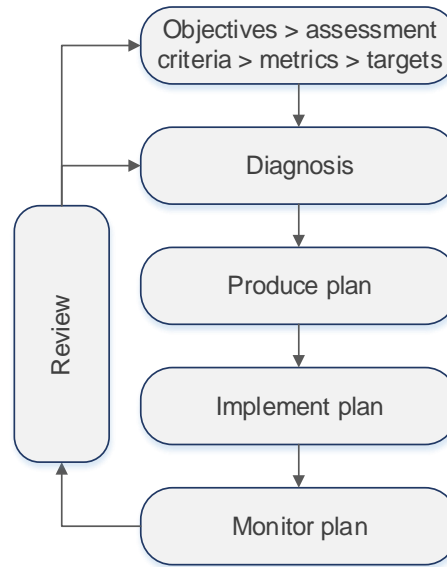 Objectives > assessment
criteria > metrics > targets
Diagnosis
Produce plan
Review
Implement plan
Monitor plan